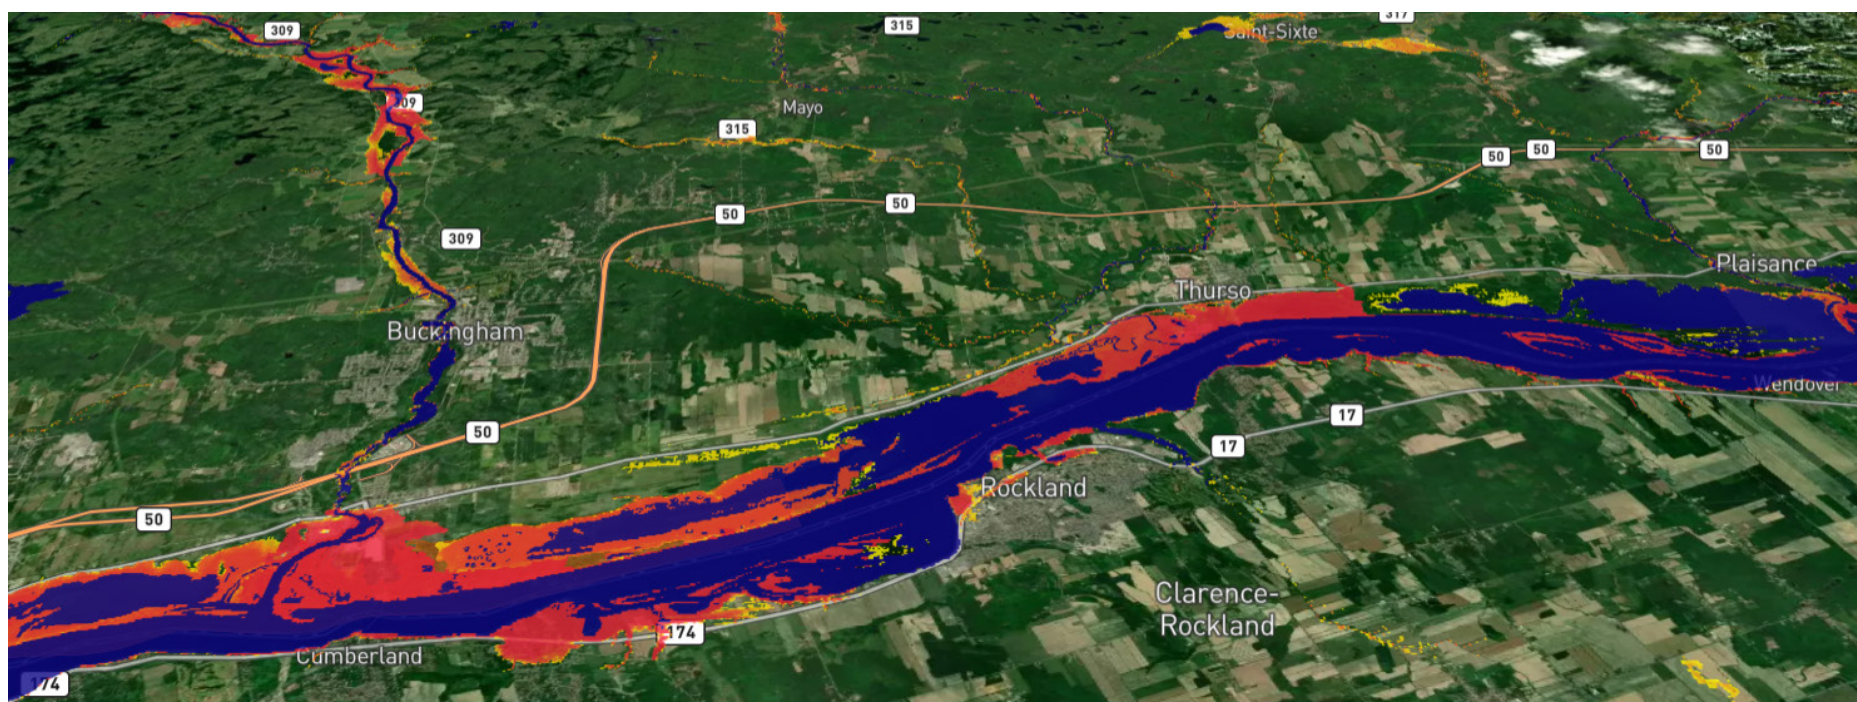 309
315
317
Saint-Sixte
309
Mayo
315
50
50
50
50
50
309
Plaisance
Thurso
Buckingham
Wendover
17
50
17
Rockland
50
Clarence-
Rockland
174
Cumberland
174